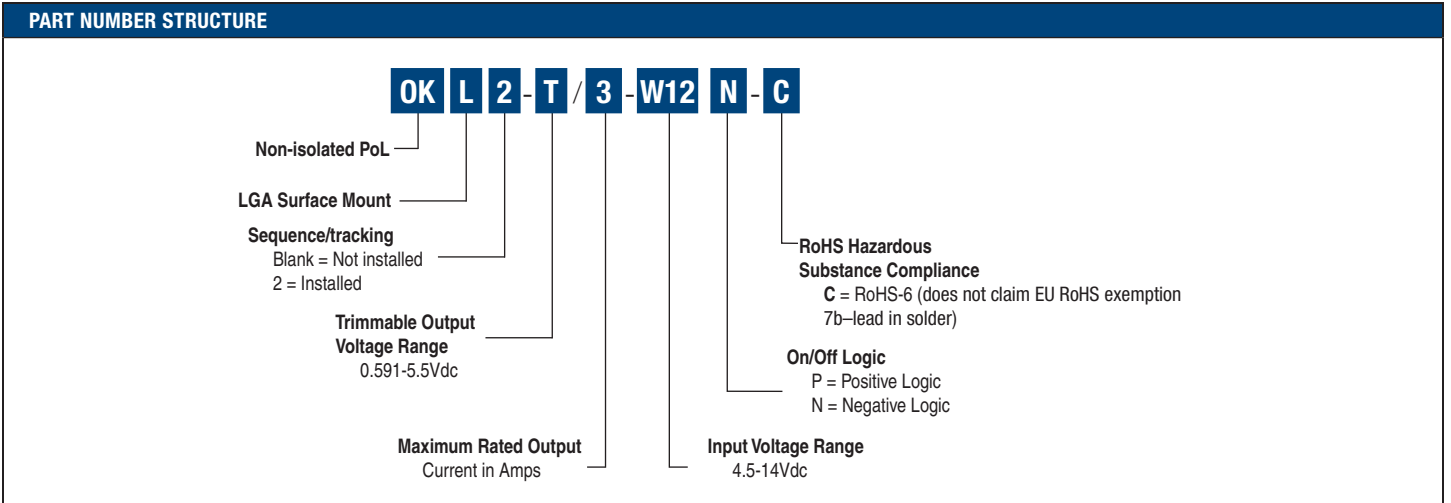 PART NUMBER STRUCTURE
OK L 2 - T / 3 - W12 N - C
Non-isolated PoL
LGA Surface Mount
Sequence/tracking
Blank = Not installed
2 = Installed
Trimmable Output
Voltage Range
0.591-5.5Vdc
Maximum Rated Output
Current in Amps
RoHS Hazardous
Substance Compliance
C = RoHS-6 (does not claim EU RoHS exemption
7b–lead in solder)
On/Off Logic
P = Positive Logic
N = Negative Logic
Input Voltage Range
4.5-14Vdc